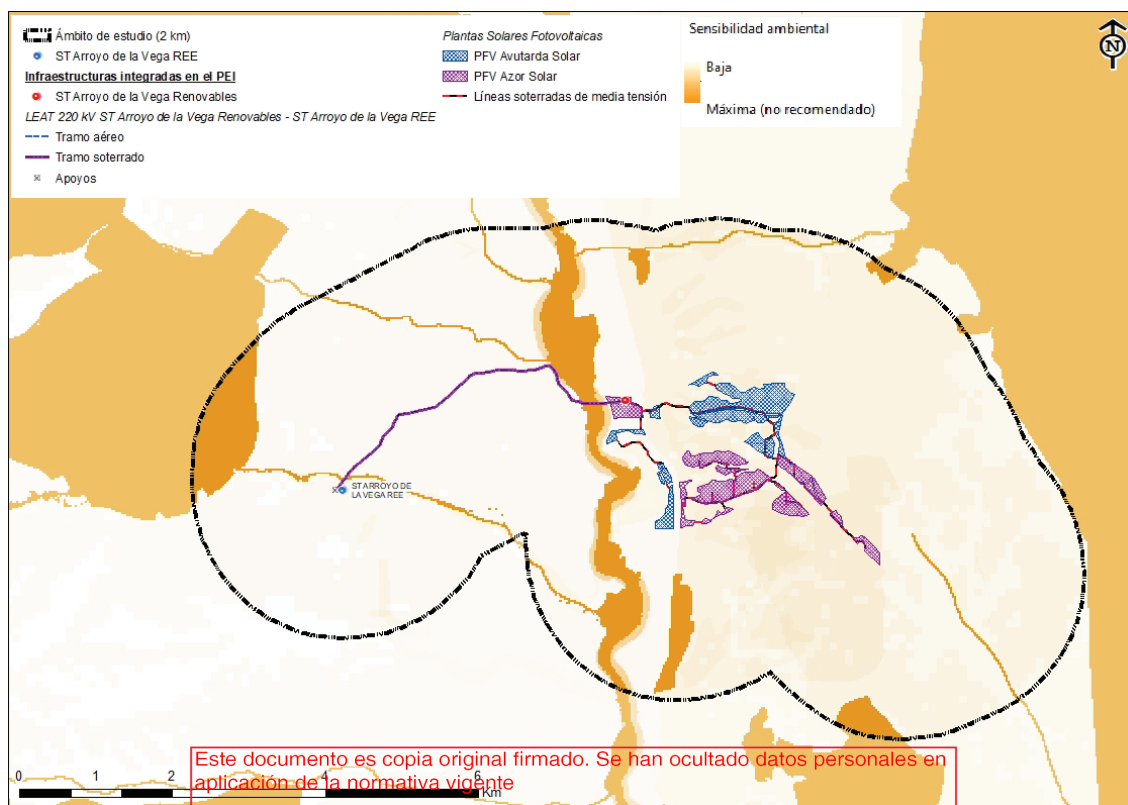 Ámbito de estudio (2 km)
ST Arroyo de la Vega REE
Infraestructuras integradas en el PEI
ST Arroyo de la Vega Renovables
LEAT 220 kV ST Arroyo de la Vega Renovables - ST Arroyo de la Vega REE
Tramo aéreo
Tramo soterrado
Apoyos
Plantas Solares Fotovoltaicas
PFV Avutarda Solar
PFV Azor Solar
Líneas soterradas de media tensión
Sensibilidad ambiental
Baja
Máxima (no recomendado)
N
ST ARROYO DE
LA VEGA REE
Este documento es copia original firmado. Se han ocultado datos personales en
aplicación de la normativa vigente
0 1 2 4 6
Km